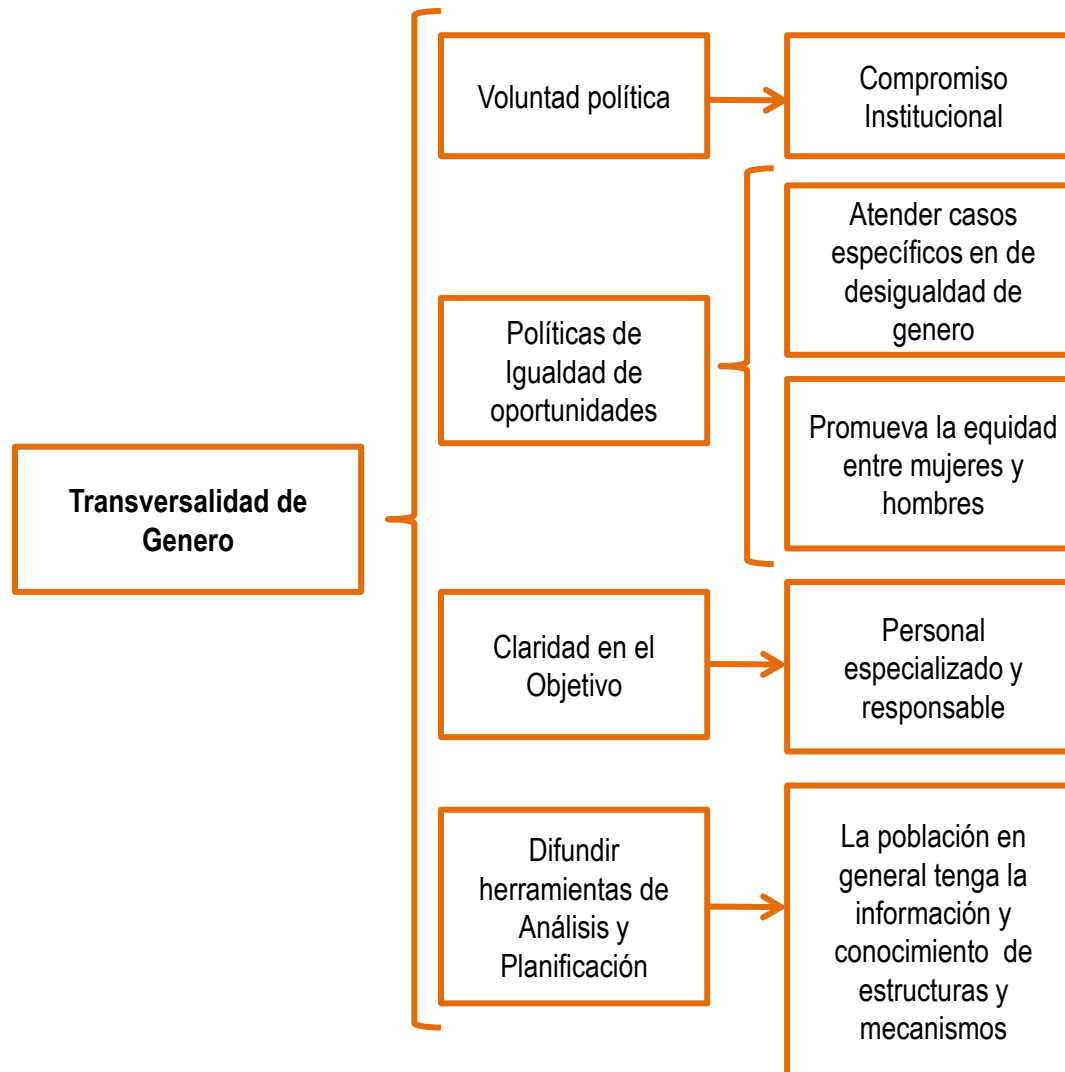 Transversalidad de
Genero
Voluntad política
Compromiso
Institucional
Políticas de
Igualdad de
oportunidades
Atender casos
específicos en de
desigualdad de
genero
Promueva la equidad
entre mujeres y
hombres
Claridad en el
Objetivo
Personal
especializado y
responsable
Difundir
herramientas de
Análisis y
Planificación
La población en
general tenga la
información y
conocimiento  de
estructuras y
mecanismos